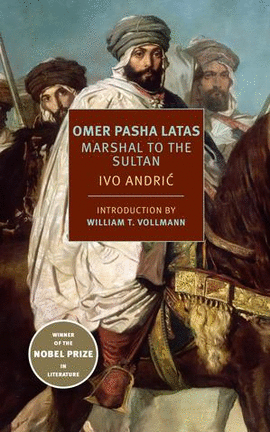 OMER PASHA LATAS
MARSHAL TO THE
SULTAN
IVO ANDRIĆ
INTRODUCTION BY
WILLIAM T. VOLLMANN
WINNER
OF THE
NOBEL PRIZE
IN
LITERATURE